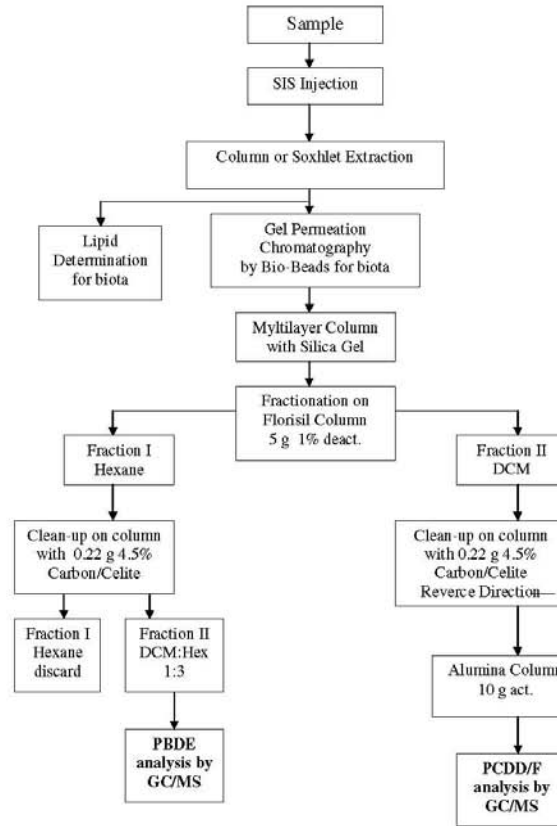 Sample
SIS Injection
Column or Soxhlet Extraction
Lipid
Determination
for biota
Gel Permeation
Chromatography
by Bio-Beads for biota
Myltilayer Column
with Silica Gel
Fractionation on
Florisil Column
5 g 1% deact.
Fraction I
Hexane
Fraction II
DCM
Clean-up on column
with 0.22 g 4.5%
Carbon/Celite
Clean-up on column
with 0.22 g 4.5%
Carbon/Celite
Reverce Direction
Fraction I
Hexane
discard
Fraction II
DCM:Hex
1:3
Alumina Column
10 g act.
PBDE
analysis by
GC/MS
PCDD/F
analysis by
GC/MS